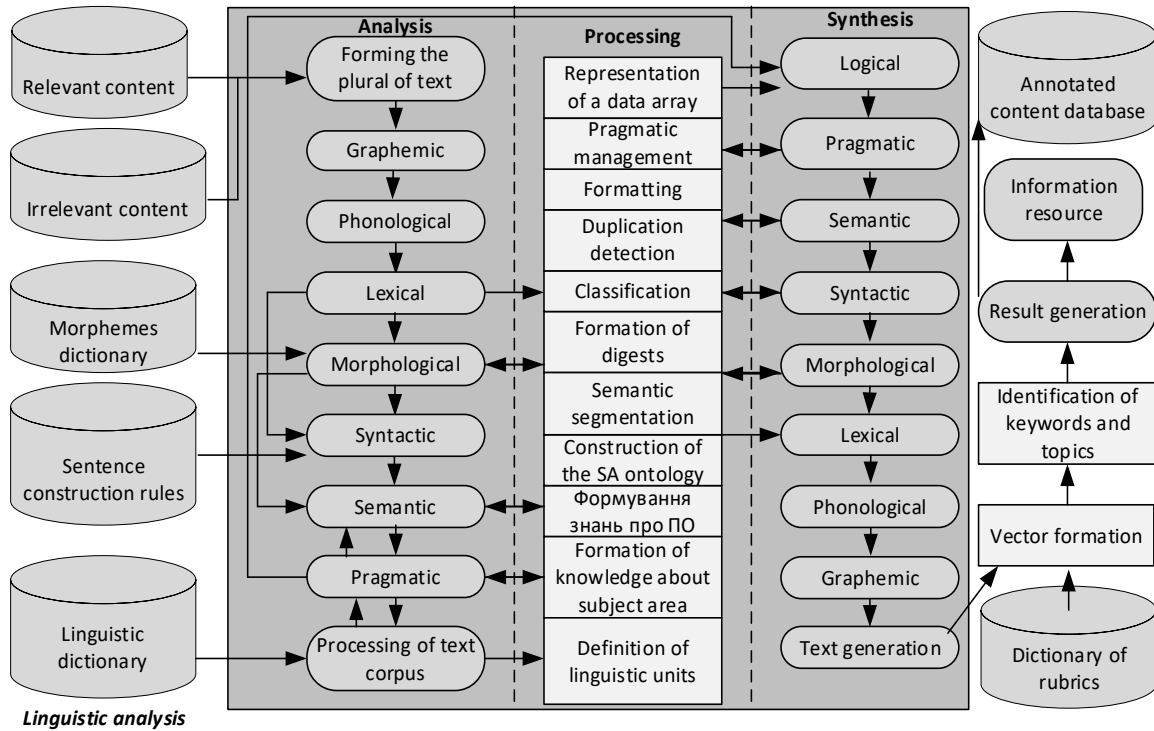 Relevant content
Irrelevant content
Morphemes
dictionary
Sentence
construction rules
Linguistic
dictionary
Linguistic analysis
Analysis
Forming the
plural of text
Graphemic
Phonological
Lexical
Morphological
Syntactic
Semantic
Pragmatic
Processing of text
corpus
Processing
Representation
of a data array
Pragmatic
management
Formatting
Duplication
detection
Classification
Formation of
digests
Semantic
segmentation
Construction of
the SA ontology
Формування
знань про ПО
Formation of
knowledge about
subject area
Definition of
linguistic units
Synthesis
Logical
Pragmatic
Semantic
Syntactic
Morphological
Lexical
Phonological
Graphemic
Text generation
Annotated
content database
Information
resource
Result generation
Identification of
keywords and
topics
Vector formation
Dictionary of
rubrics